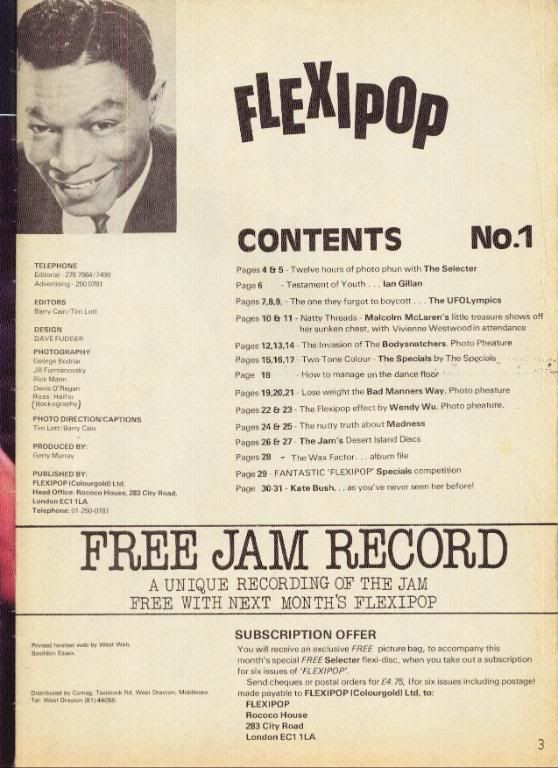 FLEXIPOP
CONTENTS No.1
TELEPHONE
Editorial 278 7664/7499
Advertising - 250 0781
EDITORS
Barry Cain/Tim Lott
DESIGN
DAVE FUDGER
PHOTOGRAPHY
George Bodnar
Jill Furmanovsky
Rick Mann
Denis O'Regan
Ross Halfin
(Rockography)
PHOTO DIRECTION/CAPTIONS
Tim Lott/Barry Cain
PRODUCED BY:
Gerry Murray
PUBLISHED BY:
FLEXIPOP (Colourgold) Ltd.
Head Office: Rococo House, 283 City Road,
London EC1 1LA
Telephone: 01-250-0781
Pages 4 & 5 - Twelve hours of photo phun with The Selecter
Page 6 - Testament of Youth . . . Ian Gillan
Pages 7,8,9, - The one they forgot to boycott . . . The UFOLympics
Pages 10 & 11 - Natty Threads - Malcolm McLaren's little treasure shows off
her sunken chest, with Vivienne Westwood in attendance
Pages 12,13,14 - The Invasion of The Bodysnatchers. Photo Pheature
Pages 15,16,17 - Two Tone Colour - The Specials by The Specials
Page 18 - How to manage on the dance floor
Pages 19,20,21 - Lose weight the Bad Manners Way. Photo pheature
Pages 22 & 23 - The Flexipop effect by Wendy Wu. Photo pheature.
Pages 24 & 25 - The nutty truth about Madness
Pages 26 & 27 - The Jam's Desert Island Discs
Pages 28 - The Wax Factor. . . album file
Page 29 - FANTASTIC 'FLEXIPOP' Specials competition
Page 30-31 - Kate Bush. . . as you've never seen her before!
FREE JAM RECORD
A UNIQUE RECORDING OF THE JAM
FREE WITH NEXT MONTH'S FLEXIPOP
Printed heatset web by West Web,
Basildon Essex.
Distributed by Comag, Tavistock Rd, West Drayton, Middlesex.
Tel: West Drayton (81) 44055
SUBSCRIPTION OFFER
You will receive an exclusive FREE picture bag, to accompany this
month's special FREE Selecter flexi-disc, when you take out a subscription
for six issues of 'FLEXIPOP'.
Send cheques or postal orders for £4.75, (for six issues including postage)
made payable to FLEXIPOP (Colourgold) Ltd, to:
FLEXIPOP
Rococo House
283 City Road
London EC1 1LA
3